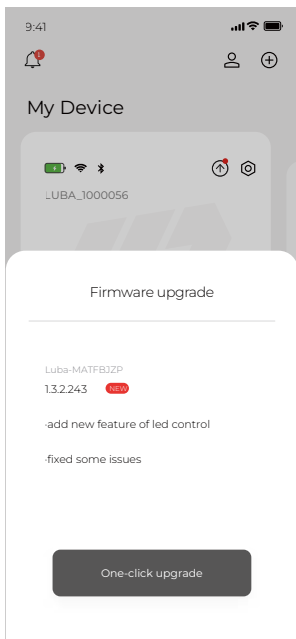 9:41
1
My Device
LUBA_1000056
Firmware upgrade
Luba-MATFBJZP
1.3.2.243 NEW
·add new feature of led control
·fixed some issues
One-click upgrade